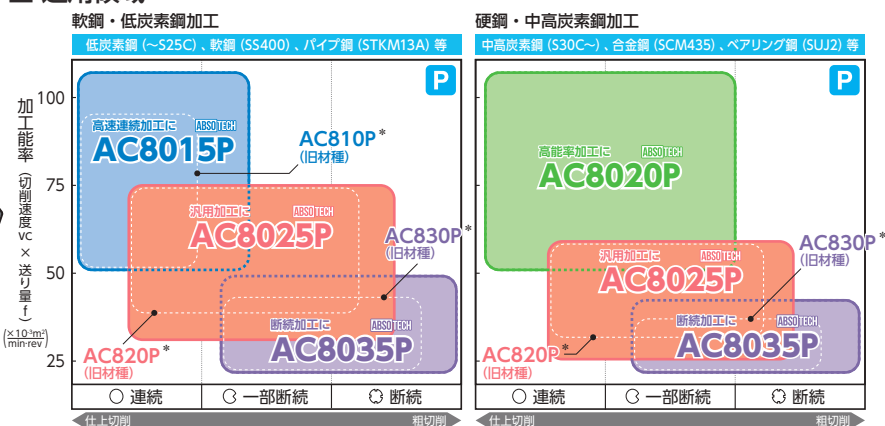 軟鋼・低炭素鋼加工
低炭素鋼（～S25C）、軟鋼（SS400）、パイプ鋼（STKM13A）等
P
加工能率（切削速度 vc × 送り量 f）
(×10⁻³m²/min·rev)
100
75
50
25
高速連続加工に ABSOTECH
AC8015P
AC810P*
（旧材種）
汎用加工に ABSOTECH
AC8025P
AC830P*
（旧材種）
断続加工に ABSOTECH
AC8035P
AC820P*
（旧材種）
連続 一部断続 断続
仕上切削 粗切削
硬鋼・中高炭素鋼加工
中高炭素鋼（S30C～）、合金鋼（SCM435）、ベアリング鋼（SUJ2）等
P
高能率加工に ABSOTECH
AC8020P
汎用加工に ABSOTECH
AC8025P
AC830P*
（旧材種）
断続加工に ABSOTECH
AC8035P
AC820P*
（旧材種）
連続 一部断続 断続
仕上切削 粗切削